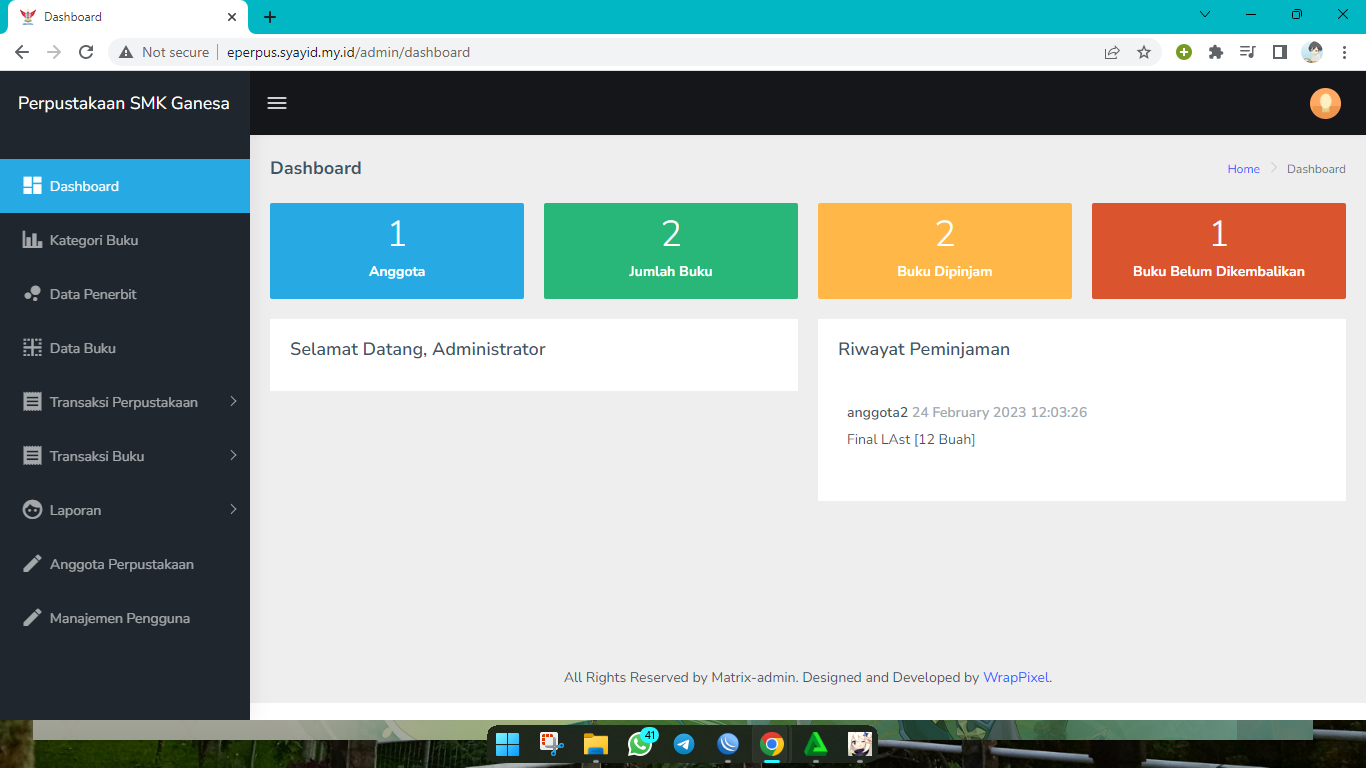 Dashboard
Not secure
eperpus.syayid.my.id/admin/dashboard
Perpustakaan SMK Ganesa
Dashboard
Kategori Buku
Data Penerbit
Data Buku
Transaksi Perpustakaan
Transaksi Buku
Laporan
Anggota Perpustakaan
Manajemen Pengguna
Dashboard
Home
Dashboard
1
Anggota
2
Jumlah Buku
2
Buku Dipinjam
1
Buku Belum Dikembalikan
Selamat Datang, Administrator
Riwayat Peminjaman
anggota2 24 February 2023 12:03:26
Final LAst [12 Buah]
All Rights Reserved by Matrix-admin. Designed and Developed by WrapPixel.
41